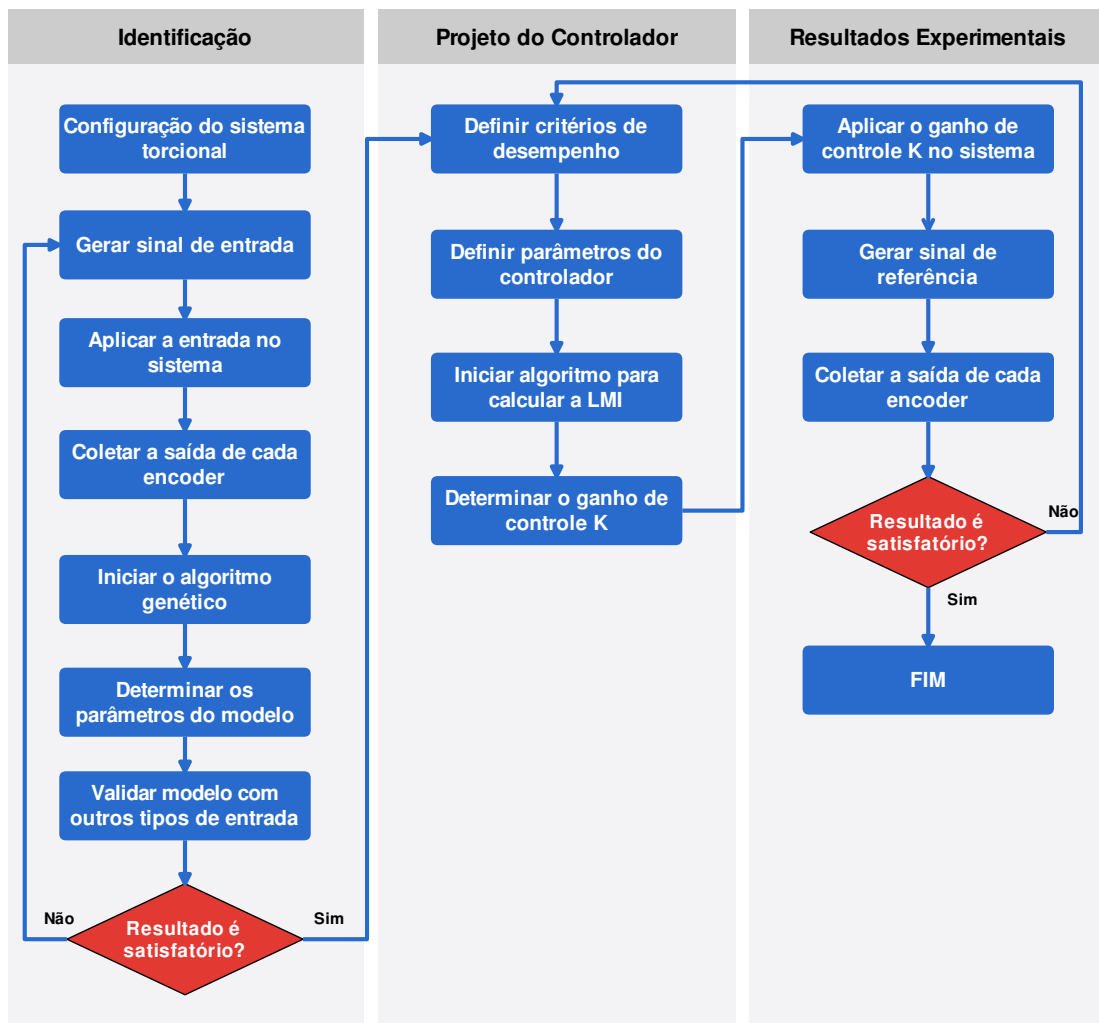 Identificação
Configuração do sistema
torcional
Gerar sinal de entrada
Aplicar a entrada no
sistema
Coletar a saída de cada
encoder
Iniciar o algoritmo
genético
Determinar os
parâmetros do modelo
Validar modelo com
outros tipos de entrada
Não
Resultado é
satisfatório?
Sim
Projeto do Controlador
Definir critérios de
desempenho
Definir parâmetros do
controlador
Iniciar algoritmo para
calcular a LMI
Determinar o ganho de
controle K
Resultados Experimentais
Aplicar o ganho de
controle K no sistema
Gerar sinal de
referência
Coletar a saída de cada
encoder
Resultado é
satisfatório?
Não
Sim
FIM